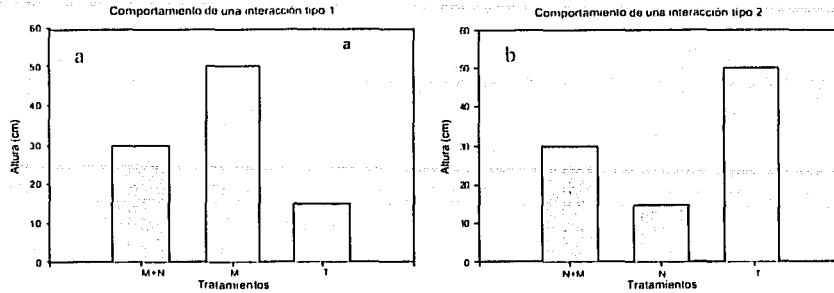 Comportamiento de una interacción tipo 1
a
a
Altura (cm)
60
50
40
30
20
10
0
M+N
M
T
Tratamientos
Comportamiento de una interacción tipo 2
b
Altura (cm)
60
50
40
30
20
10
0
N+M
N
T
Tratamientos